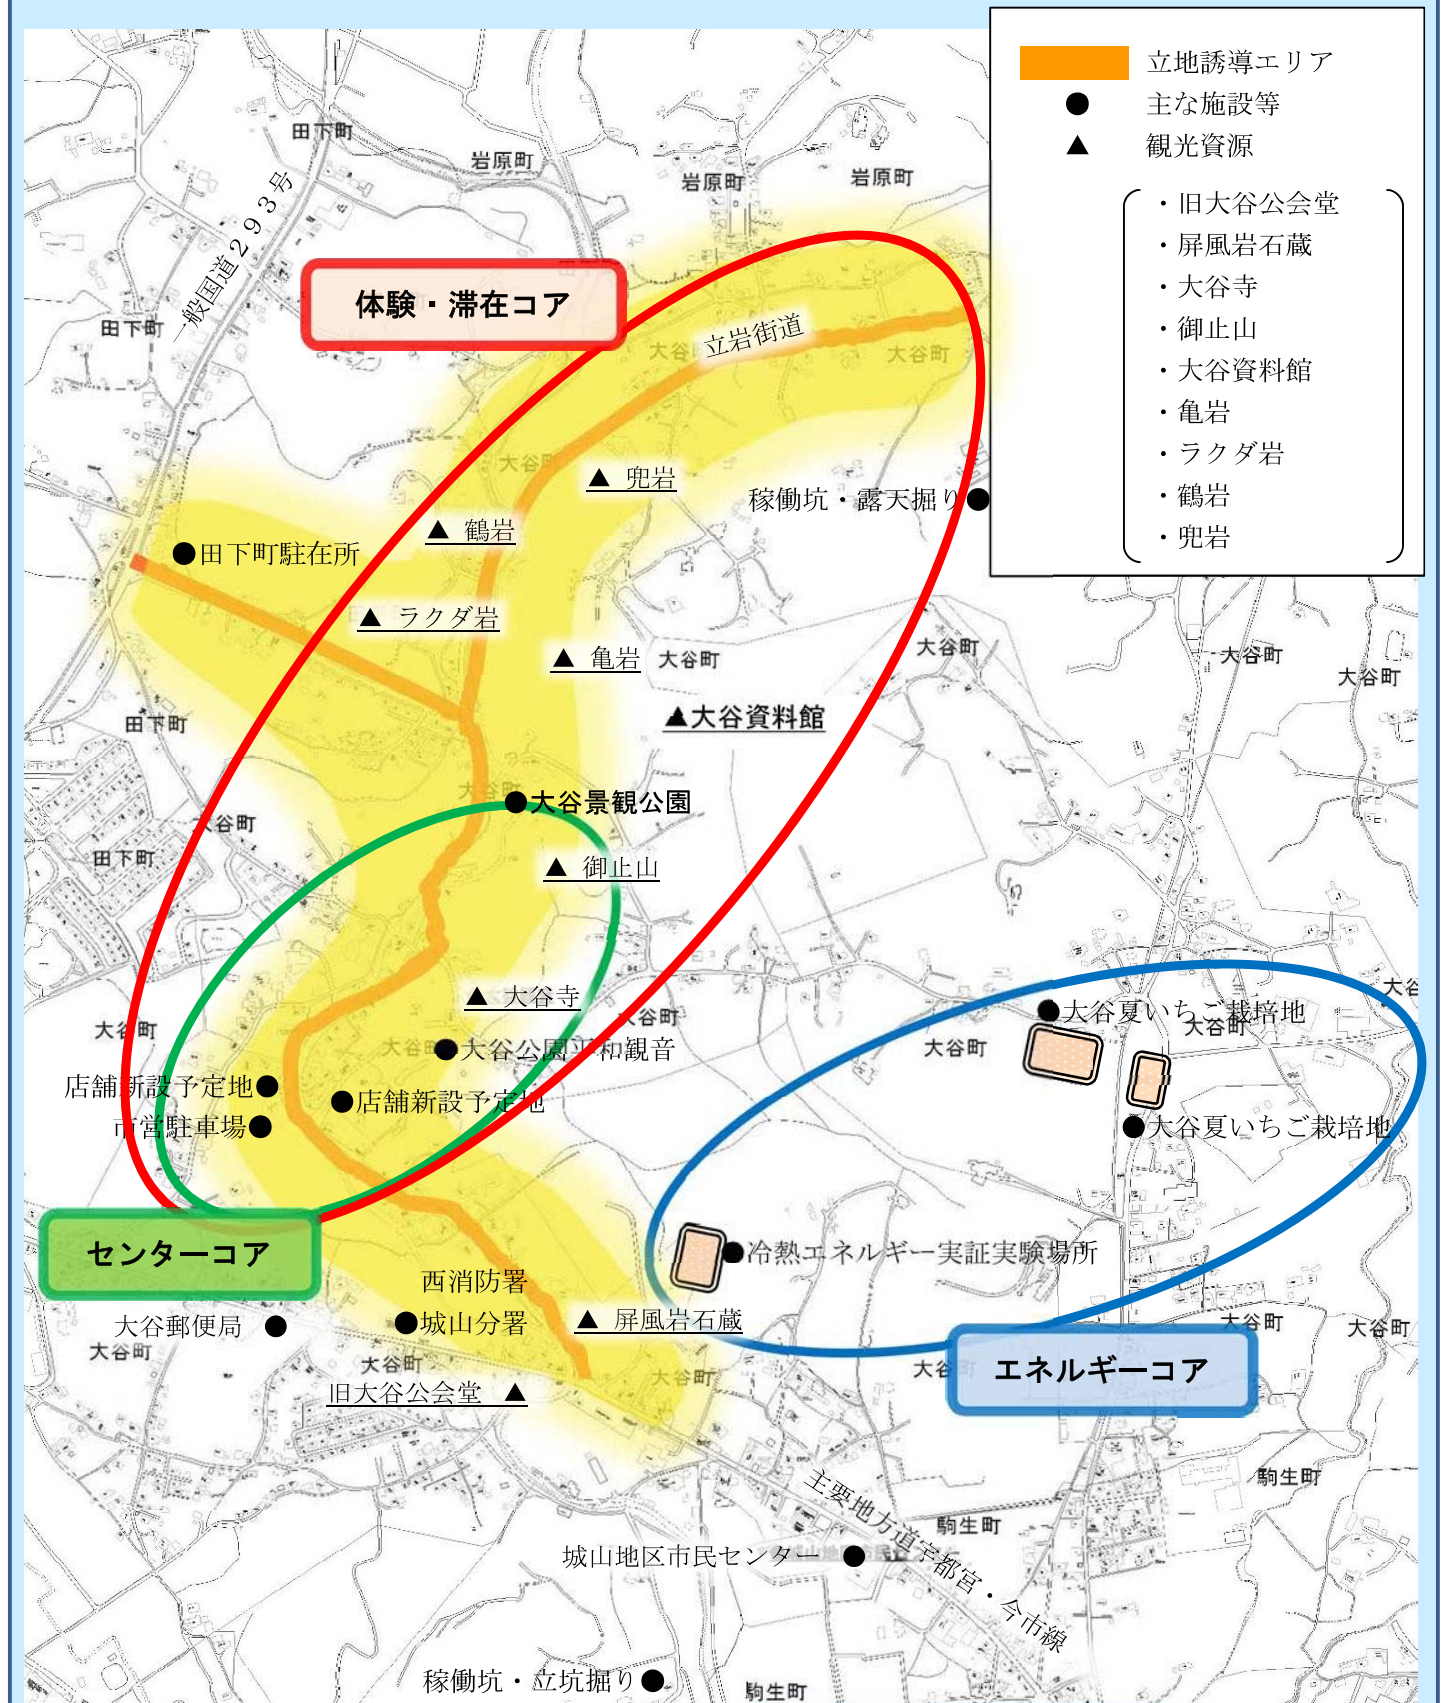 立地誘導エリア
主な施設等
観光資源
・旧大谷公会堂
・屏風岩石蔵
・大谷寺
・御止山
・大谷資料館
・亀岩
・ラクダ岩
・鶴岩
・兜岩
田下町
岩原町
岩原町
岩原町
一般国道293号
体験・滞在コア
田下町
立岩街道
大谷町
大谷町
▲ 兜岩
稼働坑・露天掘り●
▲ 鶴岩
●田下町駐在所
▲ ラクダ岩
▲ 亀岩
大谷町
大谷町
大谷町
大谷町
▲大谷資料館
田下町
大谷町
●大谷景観公園
大谷町
田下町
▲ 御止山
▲ 大谷寺
大谷町
大谷町
大谷町
●大谷公園平和観音
大谷町
●大谷夏いちご栽培地
大谷町
店舗新設予定地●
●店舗新設予定地
市営駐車場●
●大谷夏いちご栽培地
センターコア
●冷熱エネルギー実証実験場所
西消防署
●城山分署
▲ 屏風岩石蔵
大谷郵便局 ●
大谷町
大谷町
大谷町
大谷町
大谷町
エネルギーコア
旧大谷公会堂 ▲
主要地方道宇都宮・今市線
駒生町
駒生町
城山地区市民センター ●
稼働坑・立坑掘り●
駒生町